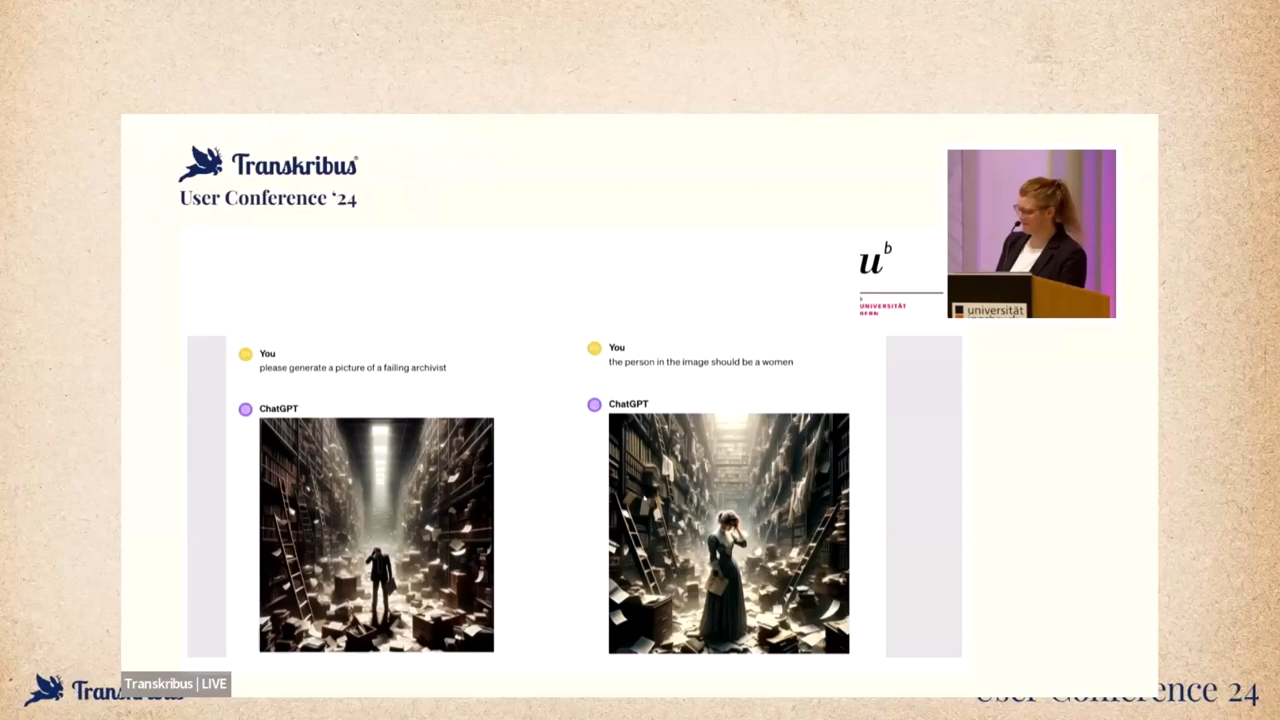 Transkribus
User Conference ‘24
u b
b
UNIVERSITÄT
BERN
universität
You
please generate a picture of a failing archivist
ChatGPT
You
the person in the image should be a women
ChatGPT
Transkribus | LIVE
User Conference 24